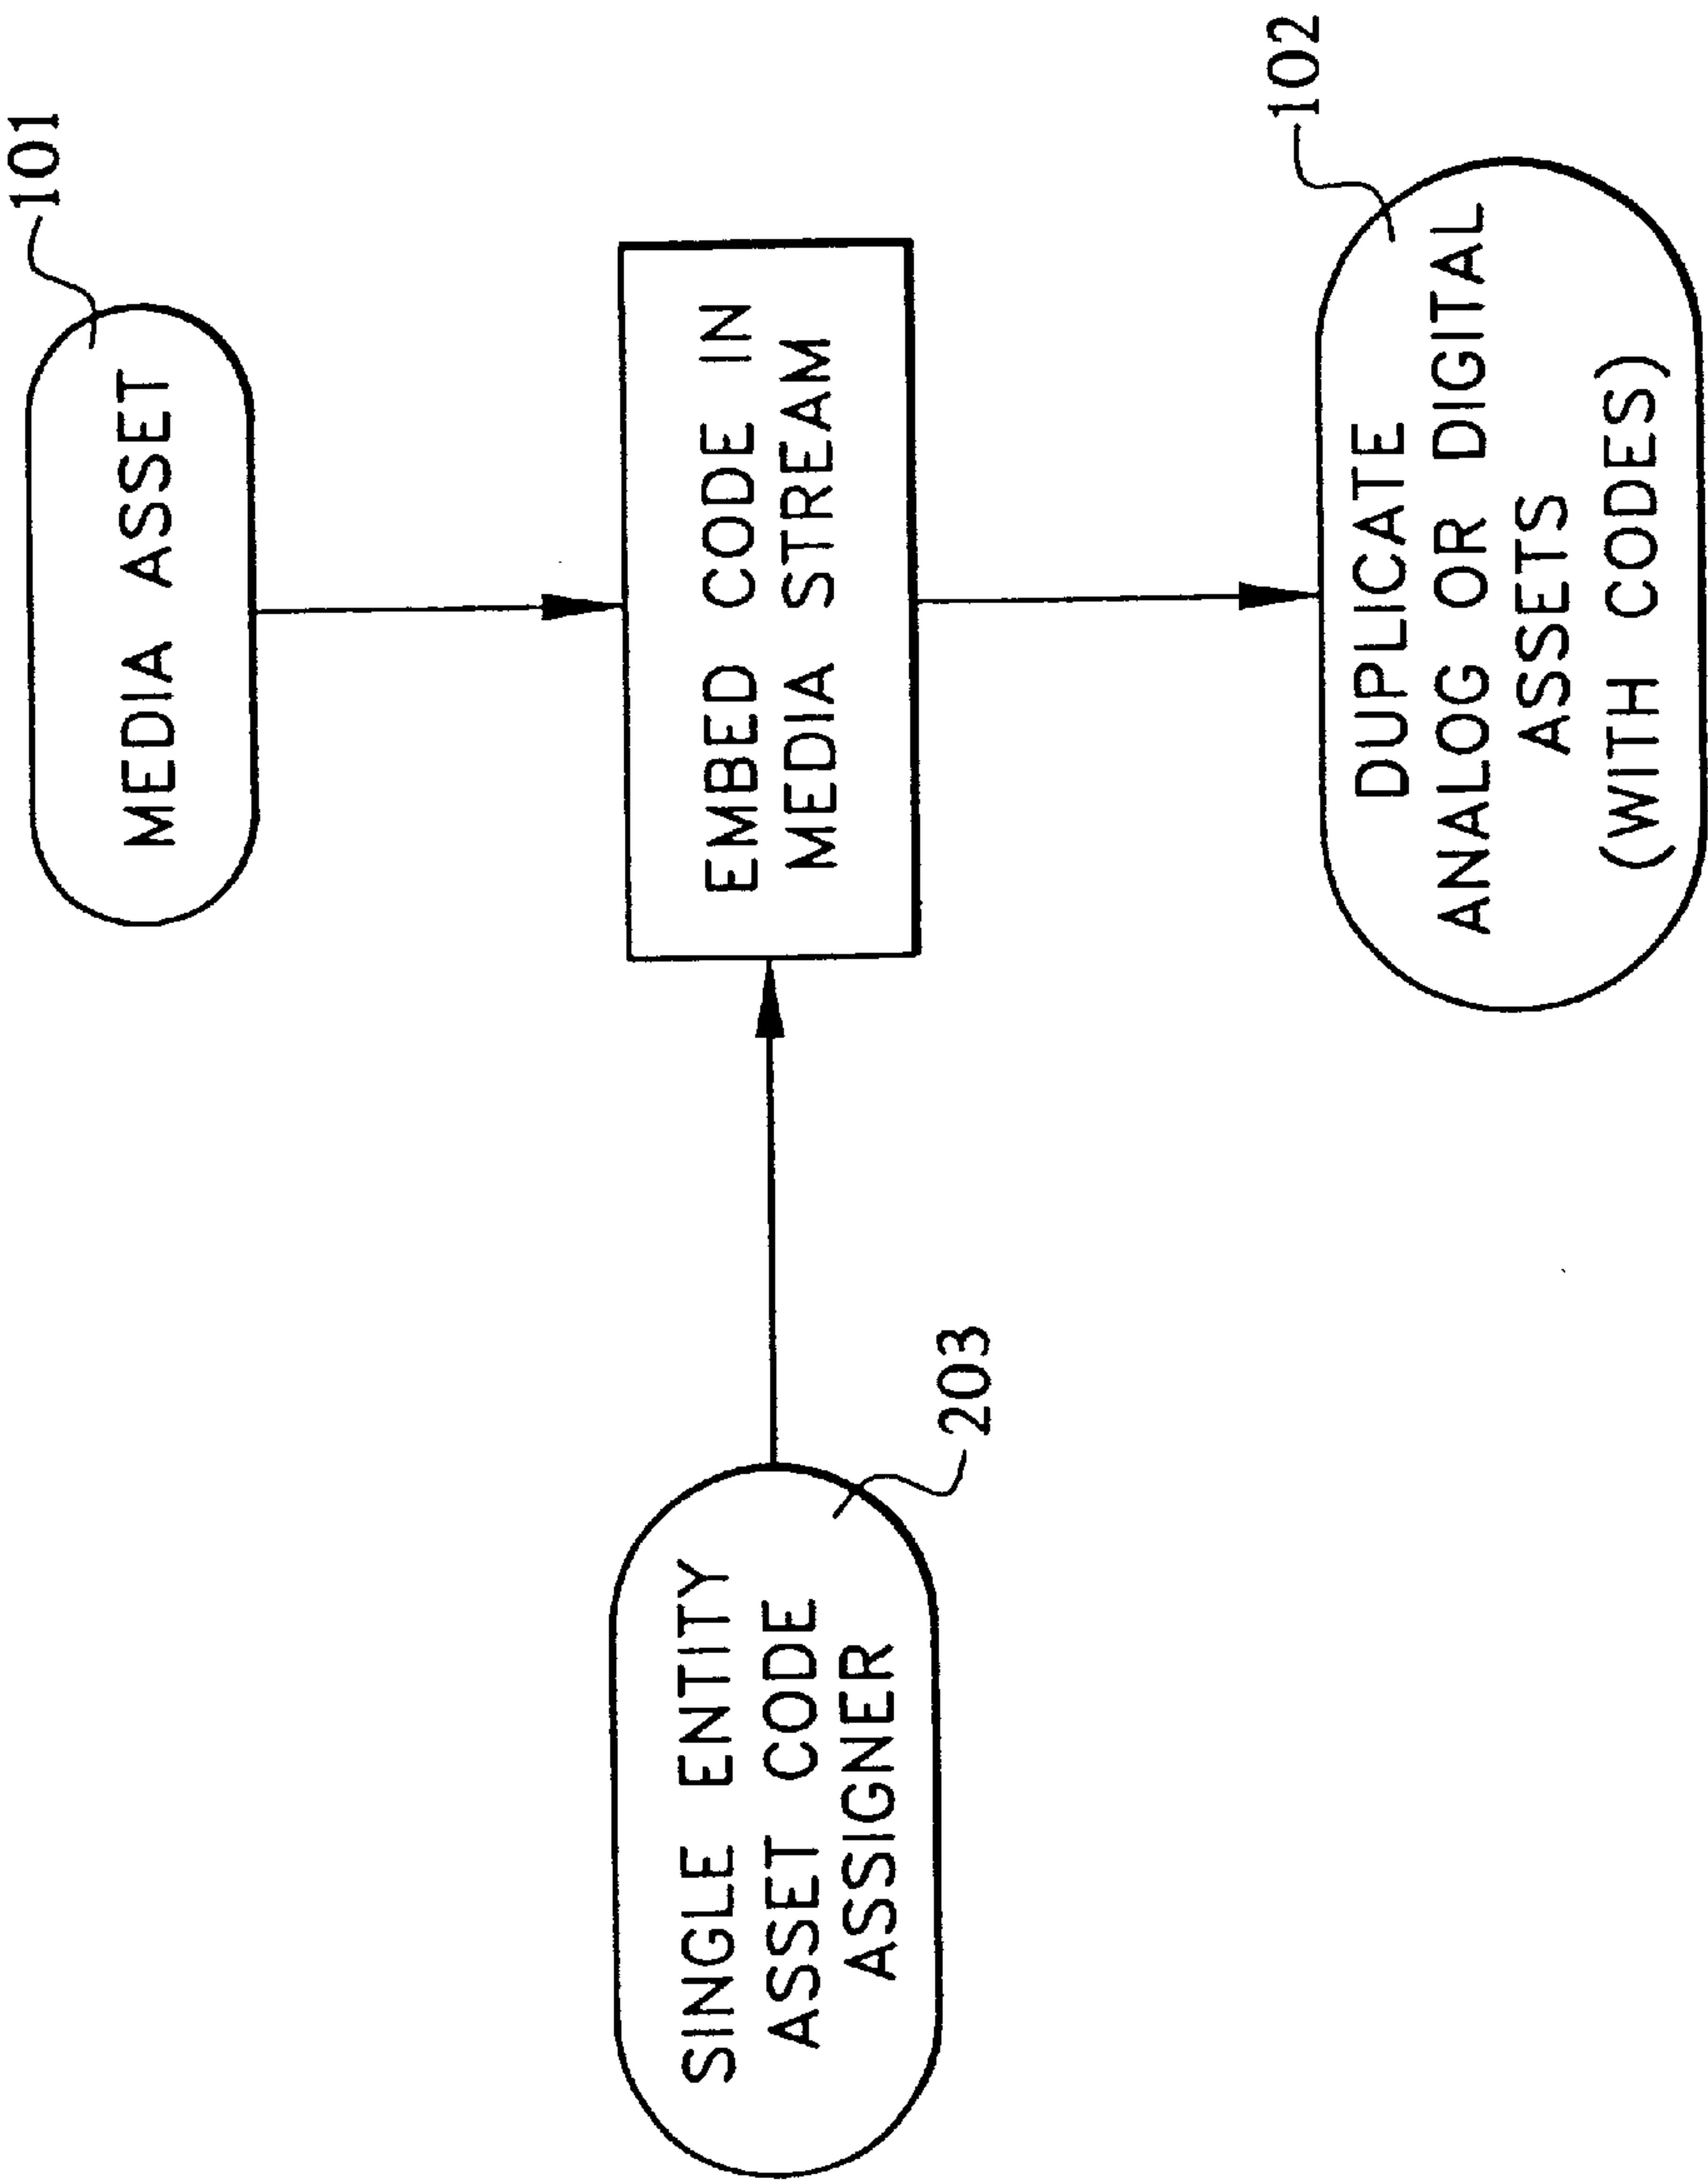 101
MEDIA ASSET
SINGLE ENTITY
ASSET CODE
ASSIGNER
203
EMBED CODE IN
MEDIA STREAM
102
DUPLICATE
ANALOG OR DIGITAL
ASSETS
(WITH CODES)